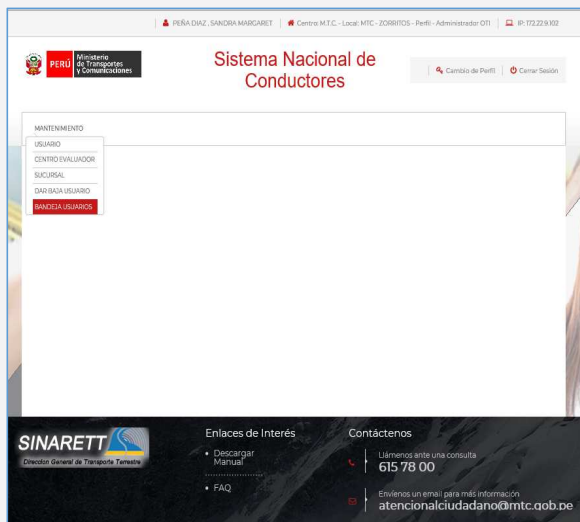 PEÑA DIAZ , SANDRA MARGARET
Centro: M.T.C. - Local: MTC - ZORRITOS - Perfil - Administrador OTI
IP: 172.22.9.102
PERÚ
Ministerio
de Transportes
y Comunicaciones
Sistema Nacional de
Conductores
Cambio de Perfil
Cerrar Sesión
MANTENIMIENTO
USUARIO
CENTRO EVALUADOR
SUCURSAL
DAR BAJA USUARIO
BANDEJA USUARIOS
SINARETT
Direccion General de Transporte Terrestre
Enlaces de Interés
• Descargar
Manual
• FAQ
Contáctenos
Llámenos ante una consulta
615 78 00
Envíenos un email para más información
atencionalciudadano@mtc.gob.pe